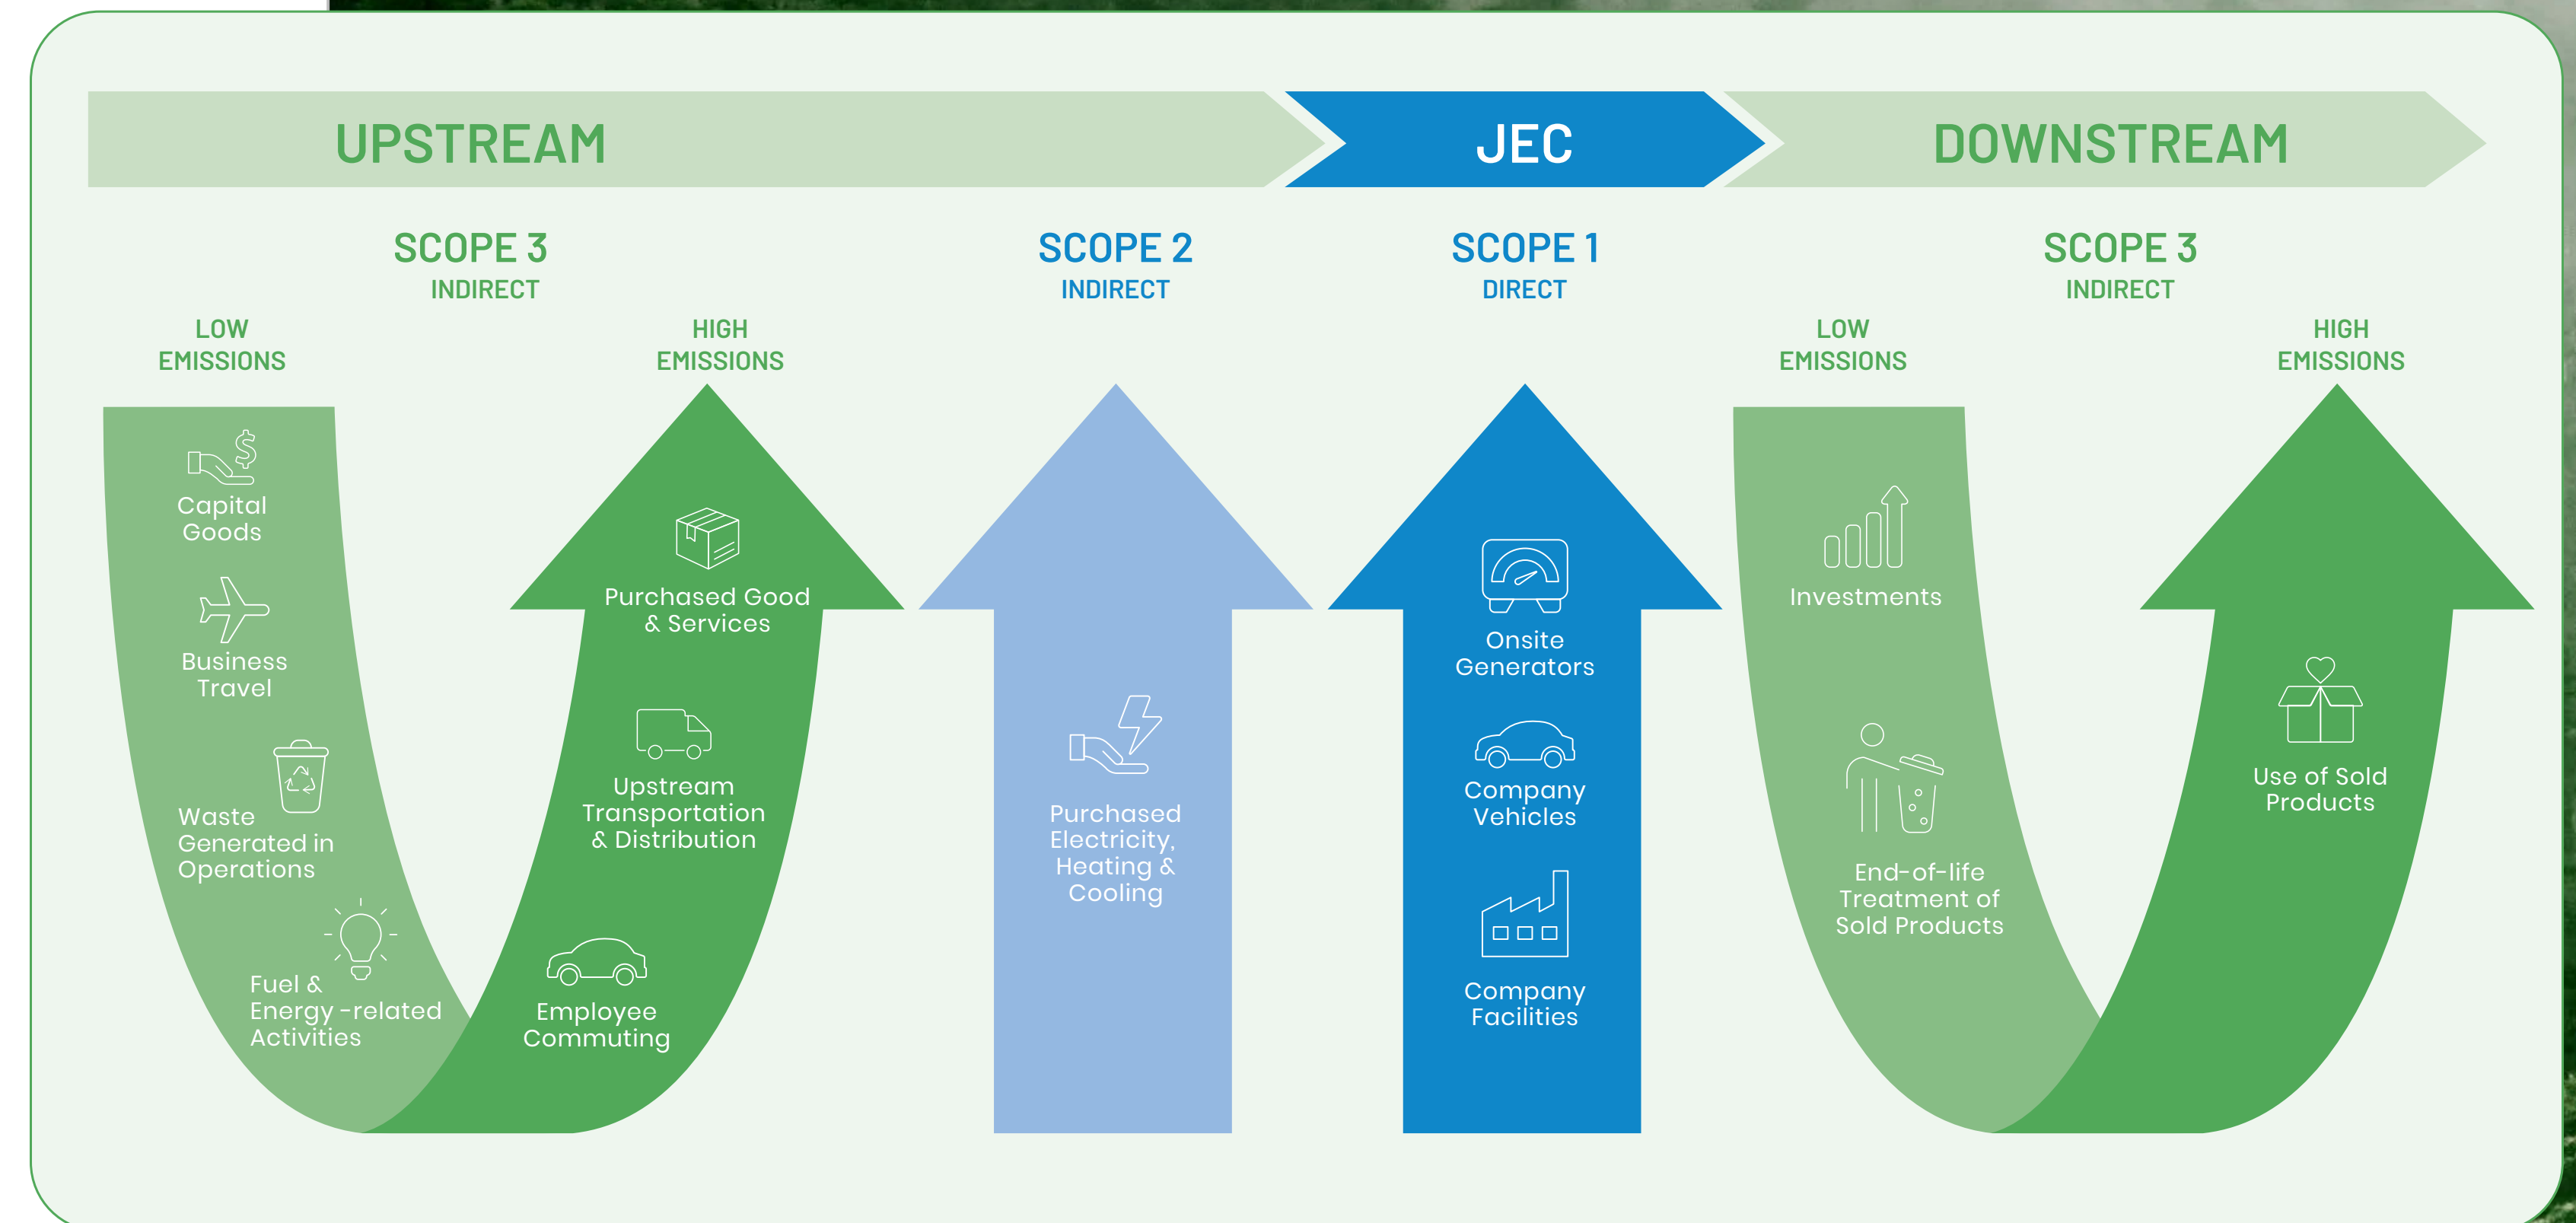 UPSTREAM
JEC
DOWNSTREAM
SCOPE 3
INDIRECT
LOW
EMISSIONS
HIGH
EMISSIONS
Capital
Goods
Business
Travel
Waste
Generated in
Operations
Fuel &
Energy -related
Activities
Purchased Good
& Services
Upstream
Transportation
& Distribution
Employee
Commuting
SCOPE 2
INDIRECT
Purchased
Electricity,
Heating &
Cooling
SCOPE 1
DIRECT
Onsite
Generators
Company
Vehicles
Company
Facilities
SCOPE 3
INDIRECT
LOW
EMISSIONS
HIGH
EMISSIONS
Investments
End-of-life
Treatment of
Sold Products
Use of Sold
Products